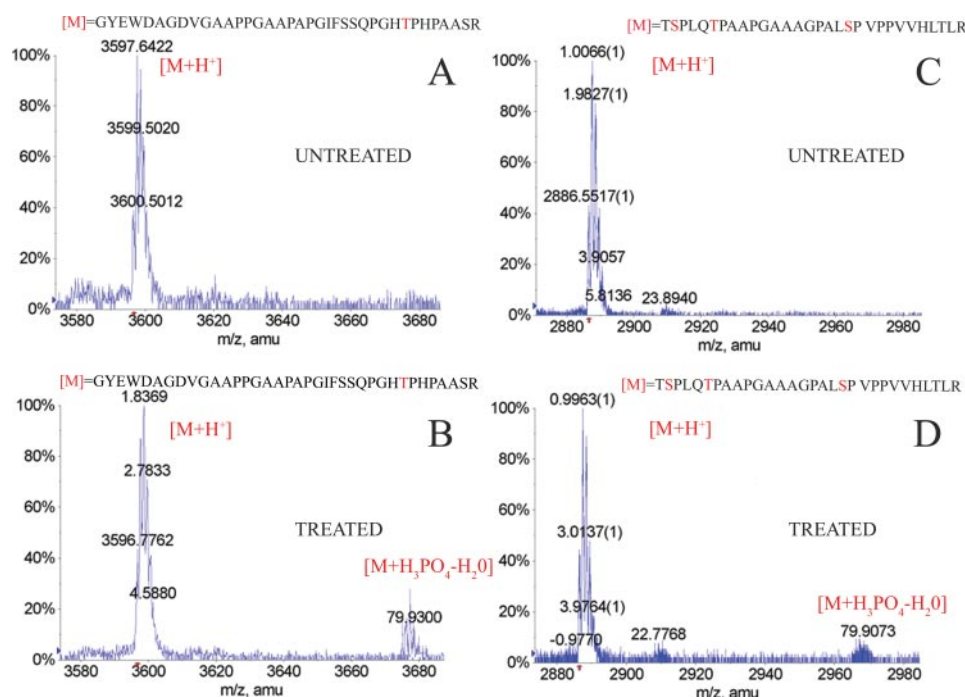 [M]=GYEWDAGDVGAAPPGAAPAPGIFSSQPGHTPHPAASR
3597.6422
100%
[M+H+]
A
80%
3599.5020
UNTREATED
60%
3600.5012
40%
20%
0%
3580 3600 3620 3640 3660 3680
m/z, amu
[M]=TSPLQTPAAPGAAAGPALSP VPPVVHLTLR
1.0066(1)
100%
[M+H+]
C
1.9827(1)
80%
UNTREATED
60%
2886.5517(1)
40%
3.9057
20%
5.8136 23.8940
0%
2880 2900 2920 2940 2960 2980
m/z, amu
[M]=GYEWDAGDVGAAPPGAAPAPGIFSSQPGHTPHPAASR
1.8369
100%
[M+H+]
B
80%
2.7833
60%
TREATED
3596.7762
40%
[M+H3PO4-H20]
4.5880
20%
79.9300
0%
3580 3600 3620 3640 3660 3680
m/z, amu
[M]=TSPLQTPAAPGAAAGPALSP VPPVVHLTLR
0.9963(1)
100%
[M+H+]
D
80%
3.0137(1)
TREATED
60%
40%
[M+H3PO4-H20]
3.9764(1)
20%
-0.9770 22.7768 79.9073
0%
2880 2900 2920 2940 2960 2980
m/z, amu